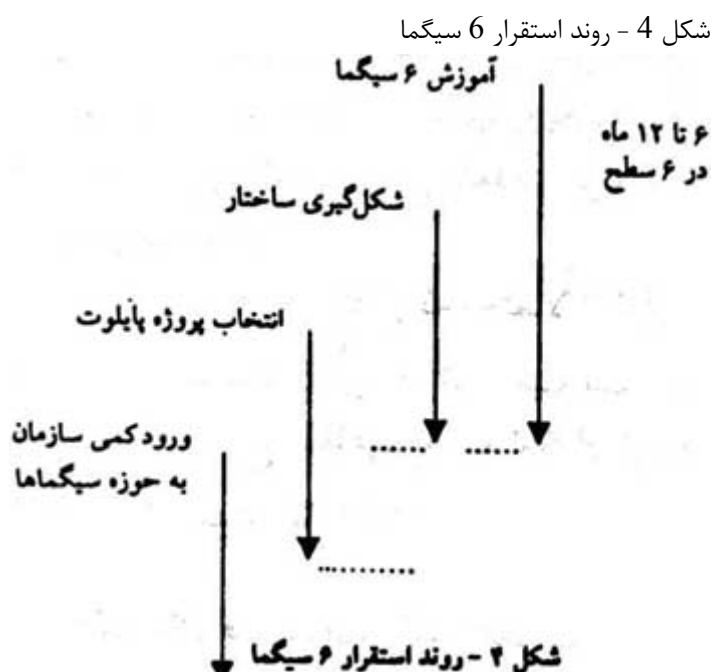 شکل 4 - روند استقرار 6 سیگما
آموزش ۶ سیگما
۶ تا ۱۲ ماه
در ۶ سطح
شکل‌گیری ساختار
انتخاب پروژه پایلوت
ورود کمی سازمان
به حوزه سیگماها
شکل ۴ - روند استقرار ۶ سیگما